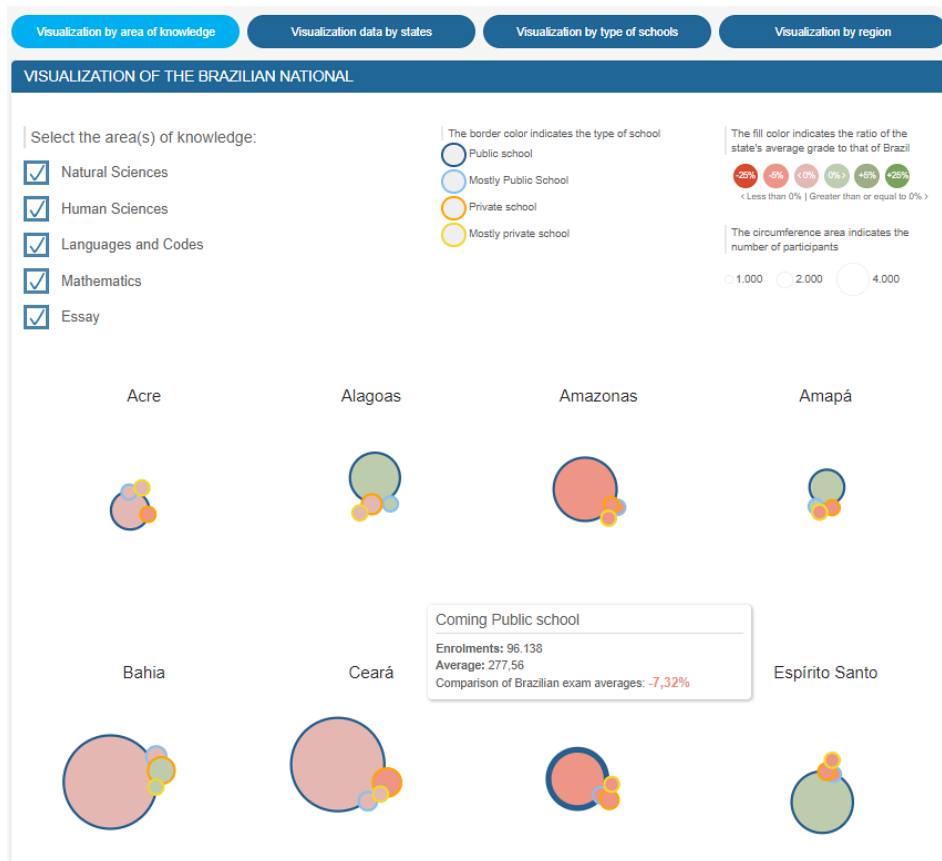 Visualization by area of knowledge
Visualization data by states
Visualization by type of schools
Visualization by region
VISUALIZATION OF THE BRAZILIAN NATIONAL
Select the area(s) of knowledge:
Natural Sciences
Human Sciences
Languages and Codes
Mathematics
Essay
The border color indicates the type of school
Public school
Mostly Public School
Private school
Mostly private school
The fill color indicates the ratio of the
state's average grade to that of Brazil
-25% -5% <0% 0%> +5% +25%
< Less than 0% | Greater than or equal to 0% >
The circumference area indicates the
number of participants
1.000 2.000 4.000
Acre
Alagoas
Amazonas
Amapá
Coming Public school
Enrolments: 96.138
Average: 277,56
Comparison of Brazilian exam averages: -7,32%
Bahia
Ceará
Espírito Santo